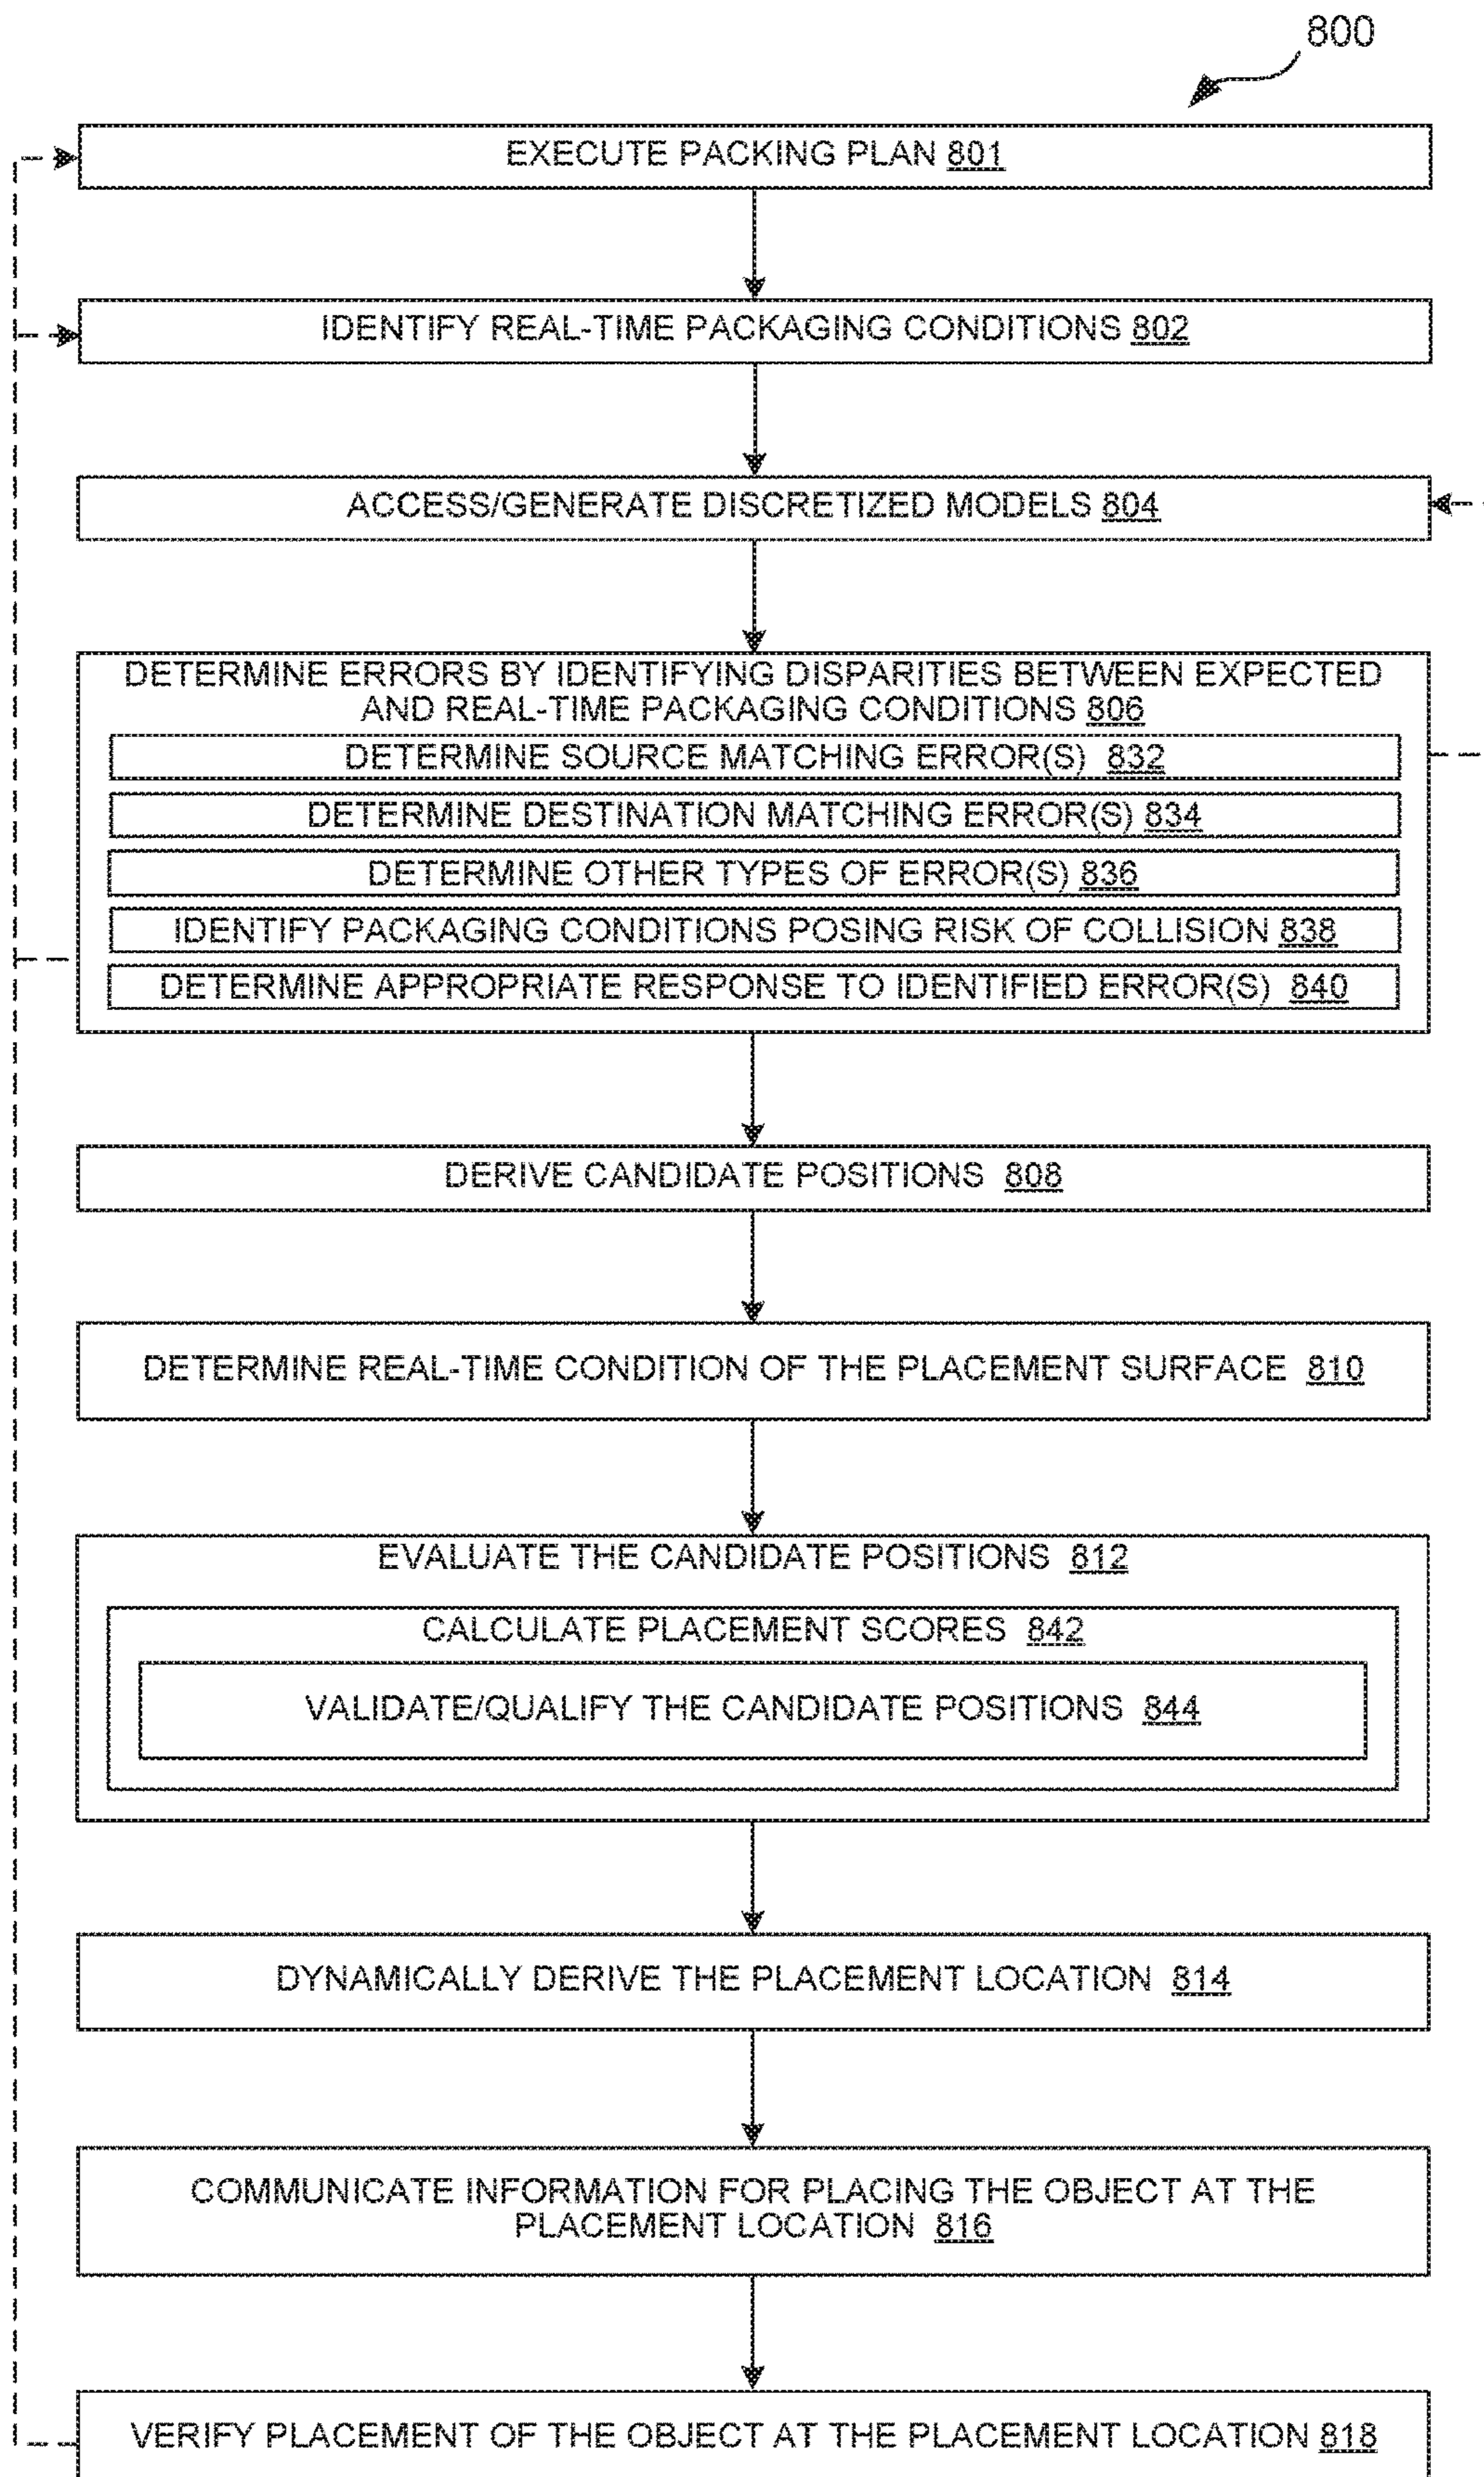 800
EXECUTE PACKING PLAN 801
IDENTIFY REAL-TIME PACKAGING CONDITIONS 802
ACCESS/GENERATE DISCRETIZED MODELS 804
DETERMINE ERRORS BY IDENTIFYING DISPARITIES BETWEEN EXPECTED
AND REAL-TIME PACKAGING CONDITIONS 806
DETERMINE SOURCE MATCHING ERROR(S) 832
DETERMINE DESTINATION MATCHING ERROR(S) 834
DETERMINE OTHER TYPES OF ERROR(S) 836
IDENTIFY PACKAGING CONDITIONS POSING RISK OF COLLISION 838
DETERMINE APPROPRIATE RESPONSE TO IDENTIFIED ERROR(S) 840
DERIVE CANDIDATE POSITIONS 808
DETERMINE REAL-TIME CONDITION OF THE PLACEMENT SURFACE 810
EVALUATE THE CANDIDATE POSITIONS 812
CALCULATE PLACEMENT SCORES 842
VALIDATE/QUALIFY THE CANDIDATE POSITIONS 844
DYNAMICALLY DERIVE THE PLACEMENT LOCATION 814
COMMUNICATE INFORMATION FOR PLACING THE OBJECT AT THE
PLACEMENT LOCATION 816
VERIFY PLACEMENT OF THE OBJECT AT THE PLACEMENT LOCATION 818